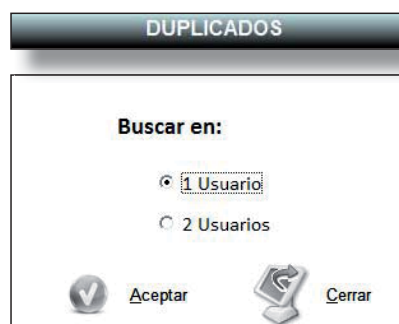 DUPLICADOS
Buscar en:
1 Usuario
2 Usuarios
Aceptar Cerrar